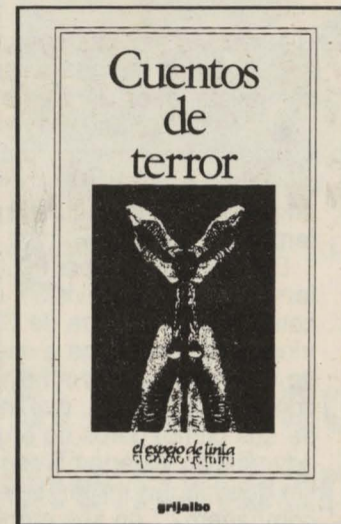 Cuentos
de
terror
el espejo de tinta
grijalbo